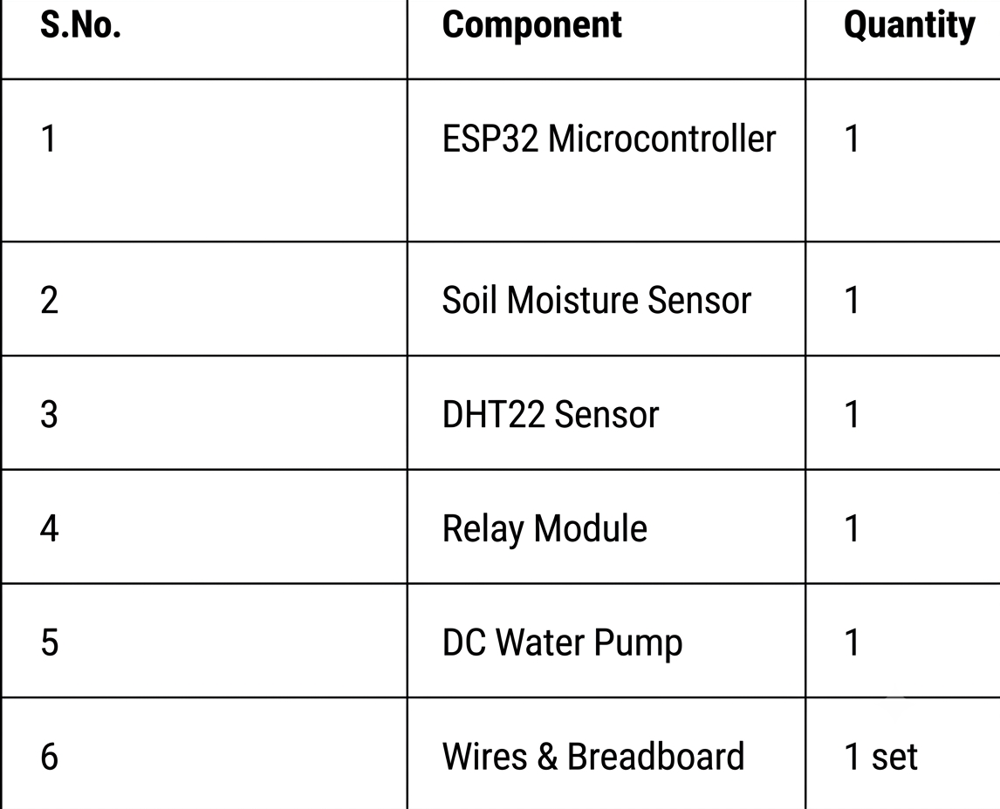 S.No. Component Quantity
1 ESP32 Microcontroller 1
2 Soil Moisture Sensor 1
3 DHT22 Sensor 1
4 Relay Module 1
5 DC Water Pump 1
6 Wires & Breadboard 1 set